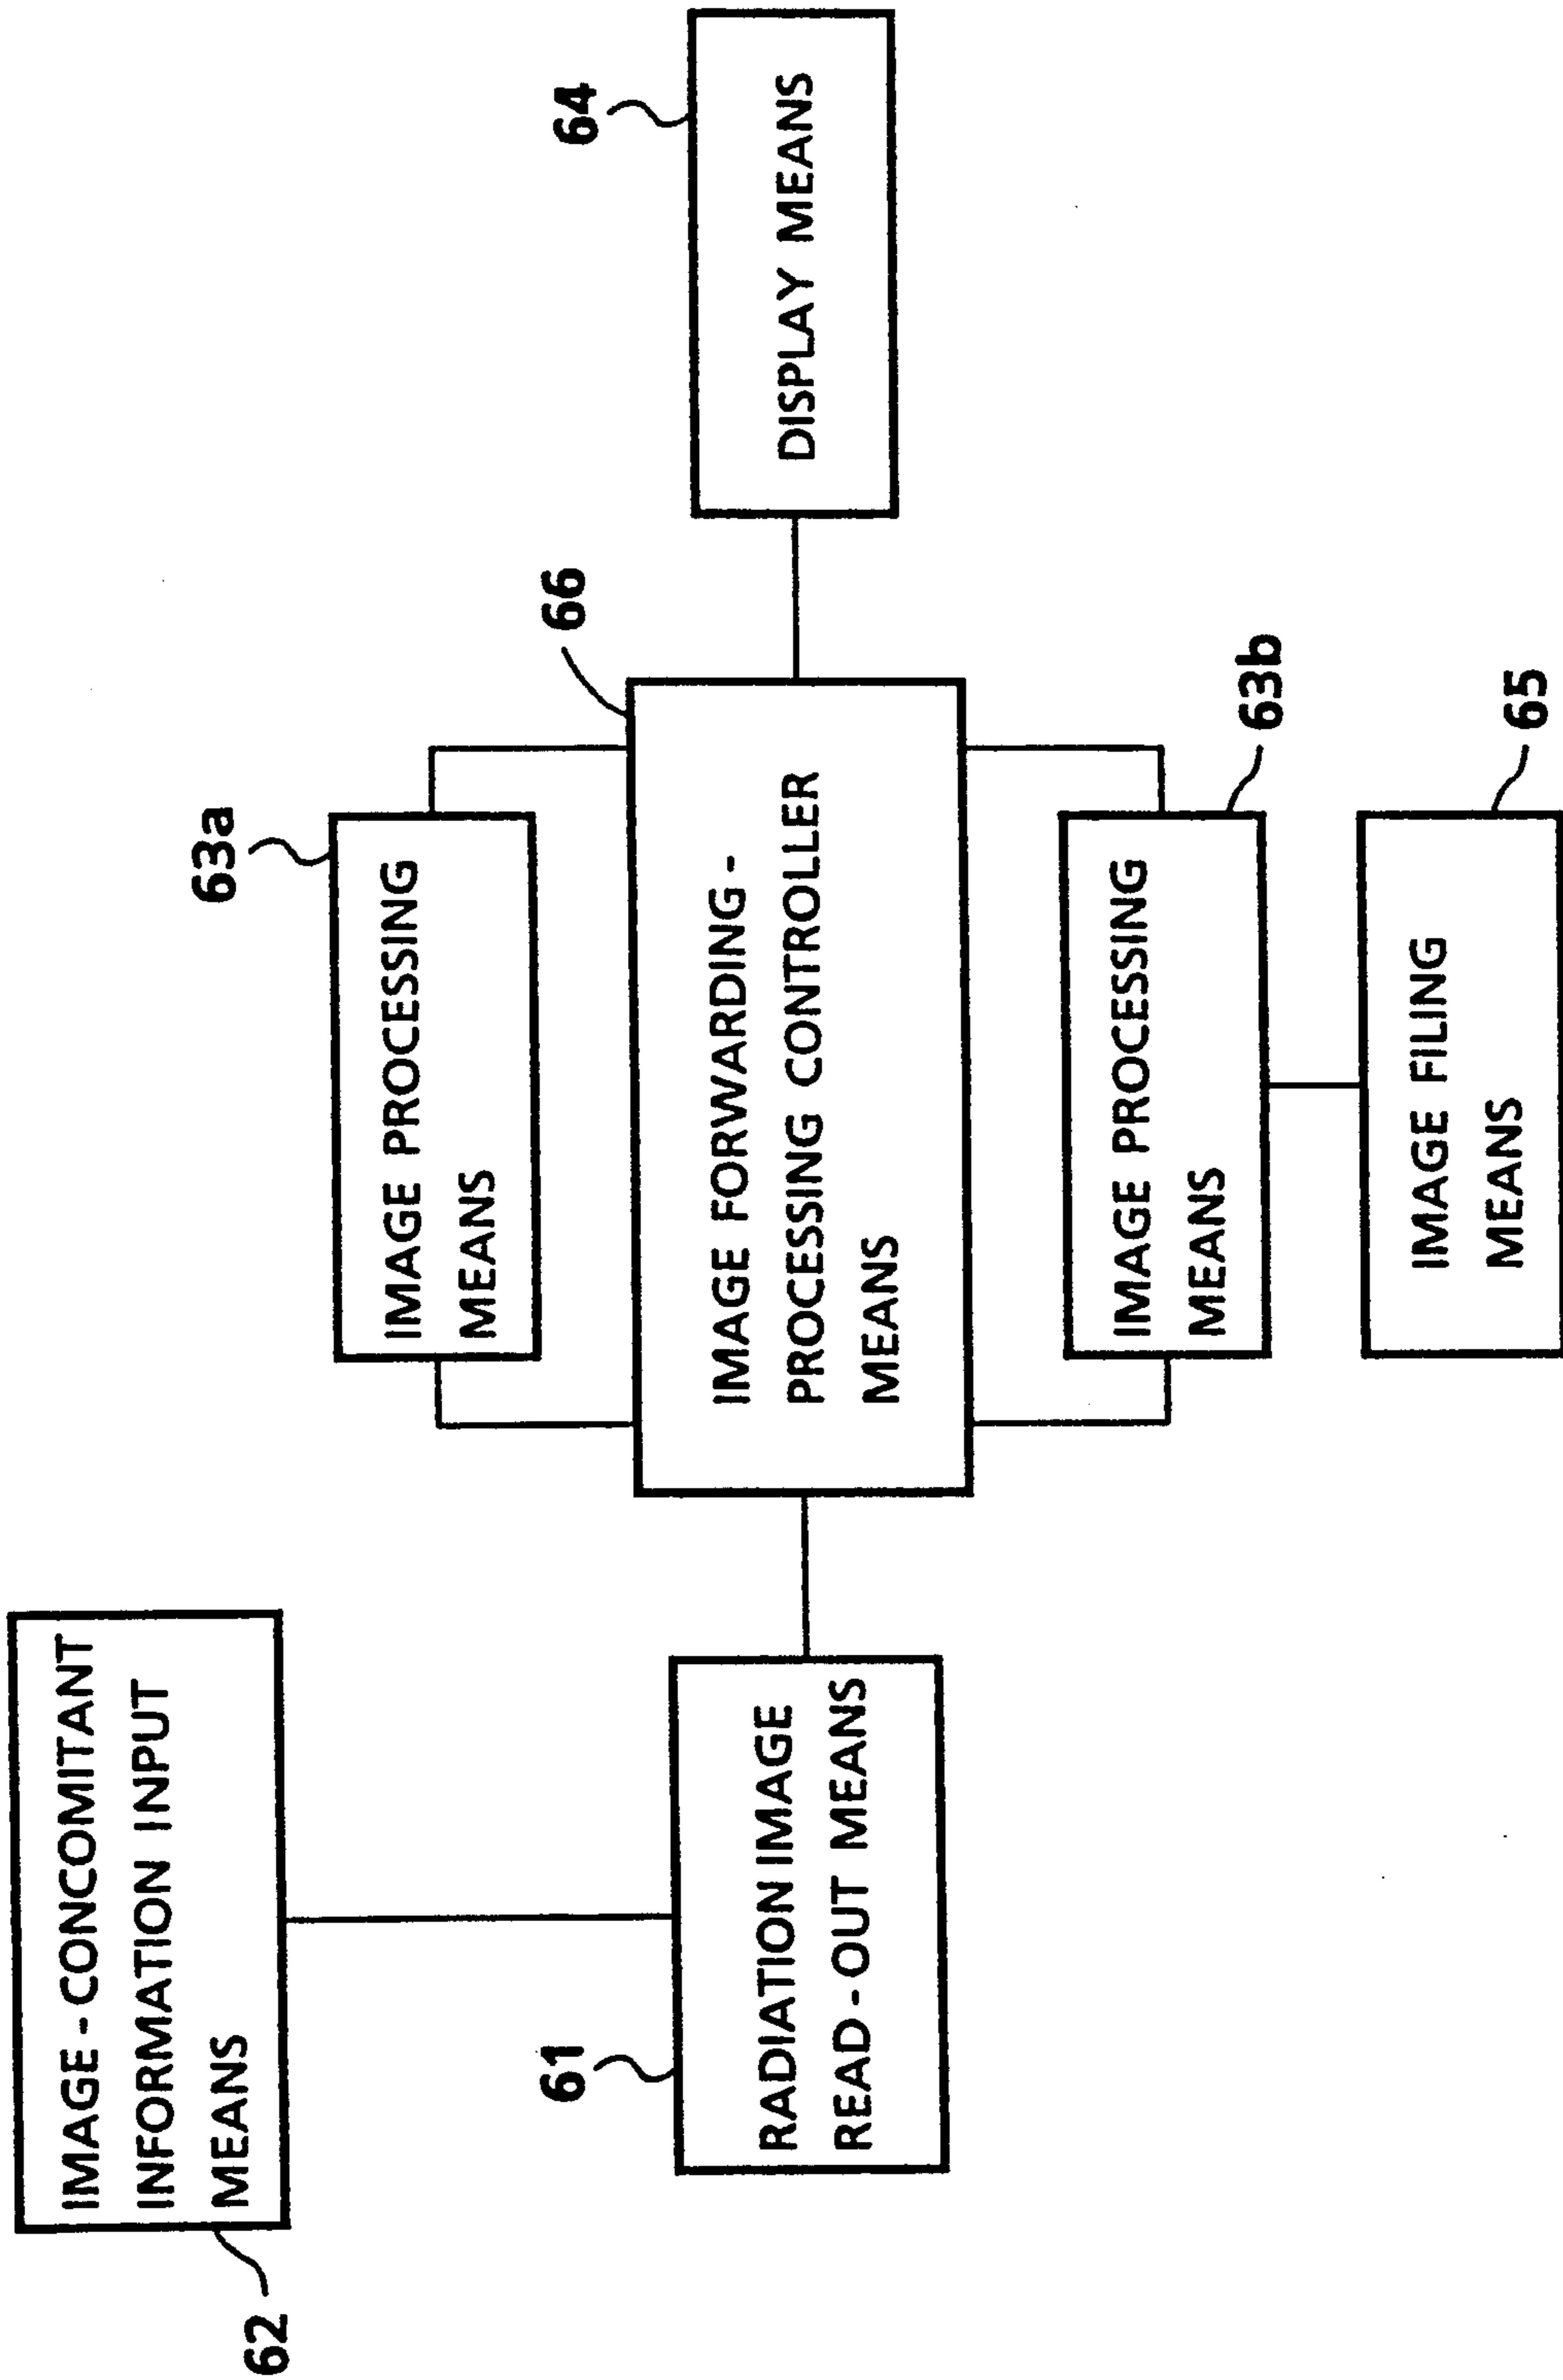 62
IMAGE-CONCOMITANT
INFORMATION INPUT
MEANS
61
RADIATION IMAGE
READ-OUT MEANS
63a
IMAGE PROCESSING
MEANS
66
IMAGE FORWARDING-
PROCESSING CONTROLLER
MEANS
63b
IMAGE PROCESSING
MEANS
65
IMAGE FILING
MEANS
64
DISPLAY MEANS